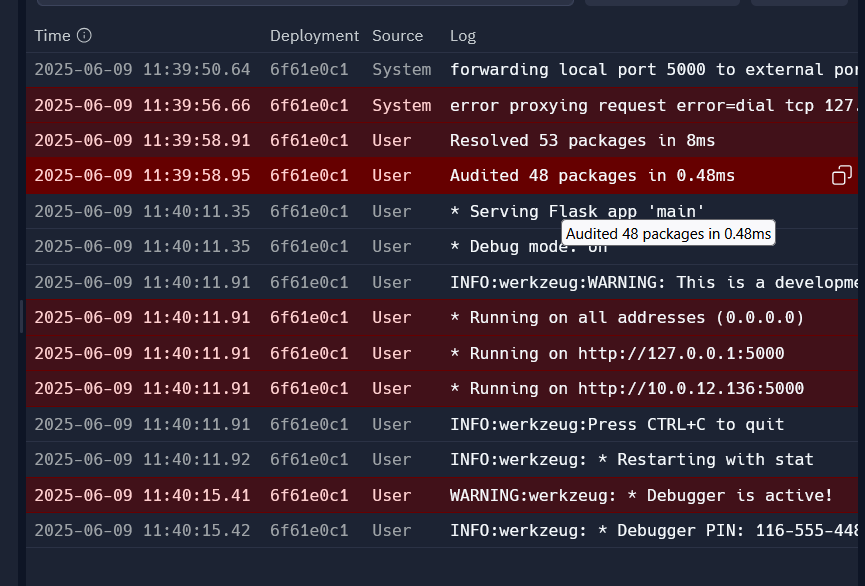 Time Deployment Source Log
2025-06-09 11:39:50.64 6f61e0c1 System forwarding local port 5000 to external por
2025-06-09 11:39:56.66 6f61e0c1 System error proxying request error=dial tcp 127.
2025-06-09 11:39:58.91 6f61e0c1 User Resolved 53 packages in 8ms
2025-06-09 11:39:58.95 6f61e0c1 User Audited 48 packages in 0.48ms
2025-06-09 11:40:11.35 6f61e0c1 User * Serving Flask app 'main'
Audited 48 packages in 0.48ms
2025-06-09 11:40:11.35 6f61e0c1 User * Debug mode: on
2025-06-09 11:40:11.91 6f61e0c1 User INFO:werkzeug:WARNING: This is a developme
2025-06-09 11:40:11.91 6f61e0c1 User * Running on all addresses (0.0.0.0)
2025-06-09 11:40:11.91 6f61e0c1 User * Running on http://127.0.0.1:5000
2025-06-09 11:40:11.91 6f61e0c1 User * Running on http://10.0.12.136:5000
2025-06-09 11:40:11.91 6f61e0c1 User INFO:werkzeug:Press CTRL+C to quit
2025-06-09 11:40:11.92 6f61e0c1 User INFO:werkzeug: * Restarting with stat
2025-06-09 11:40:15.41 6f61e0c1 User WARNING:werkzeug: * Debugger is active!
2025-06-09 11:40:15.42 6f61e0c1 User INFO:werkzeug: * Debugger PIN: 116-555-448